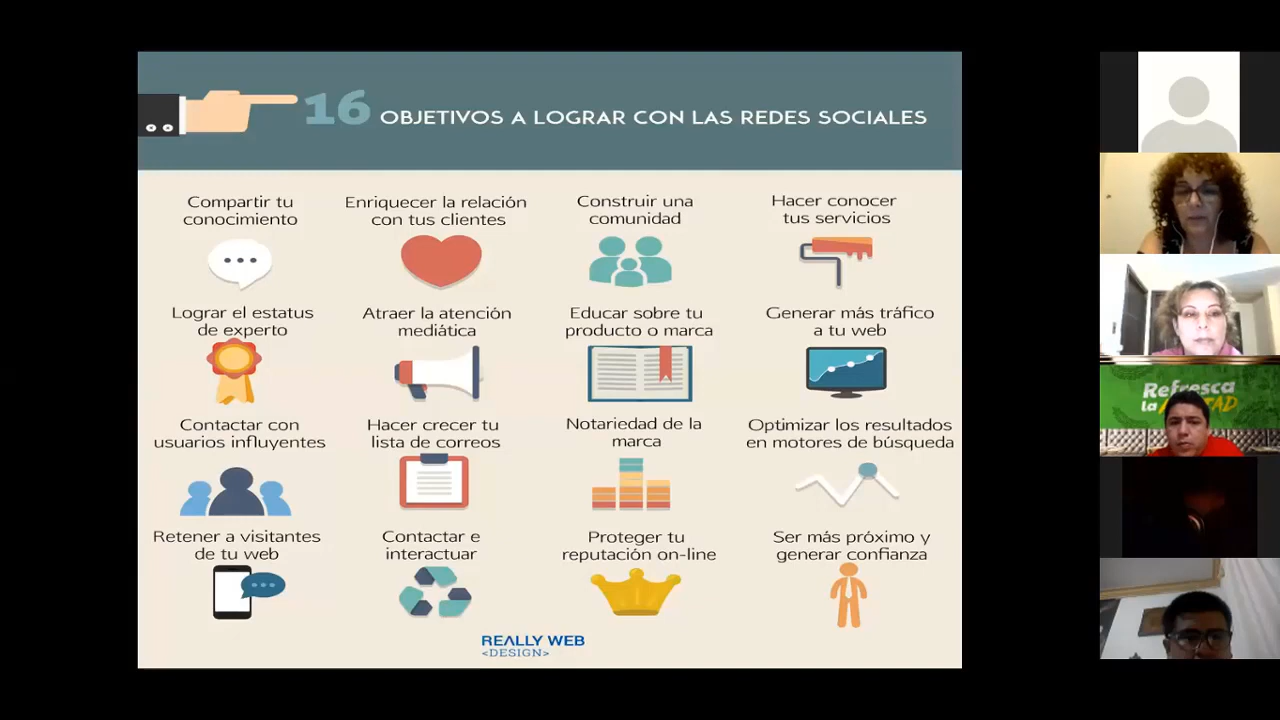 16 OBJETIVOS A LOGRAR CON LAS REDES SOCIALES
Compartir tu
conocimiento
Enriquecer la relación
con tus clientes
Construir una
comunidad
Hacer conocer
tus servicios
Lograr el estatus
de experto
Atraer la atención
mediática
Educar sobre tu
producto o marca
Generar más tráfico
a tu web
Contactar con
usuarios influyentes
Hacer crecer tu
lista de correos
Notariedad de la
marca
Optimizar los resultados
en motores de búsqueda
Retener a visitantes
de tu web
Contactar e
interactuar
Proteger tu
reputación on-line
Ser más próximo y
generar confianza
REALLY WEB
<DESIGN>
Refresca
la